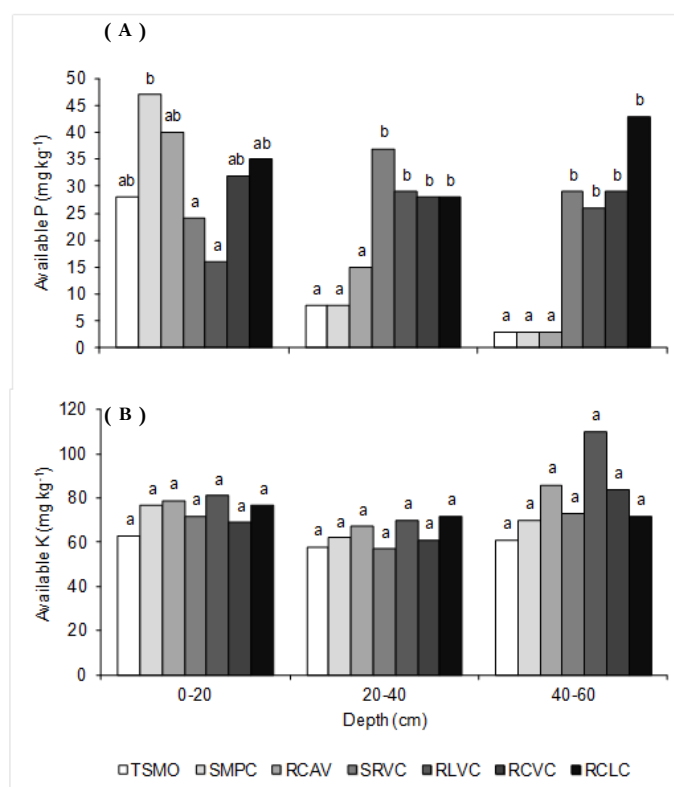 ( A )
Available P (mg kg⁻¹)
50
45
40
35
30
25
20
15
10
5
0
ab b ab a a ab ab
a a a b b b b
a a a b b b b
( B )
Available K (mg kg⁻¹)
120
100
80
60
40
20
0
a a a a a a a
a a a a a a a
a a a a a a a
0-20 20-40 40-60
Depth (cm)
TSMO SMPC RCAV SRVC RLVC RCVC RCLC